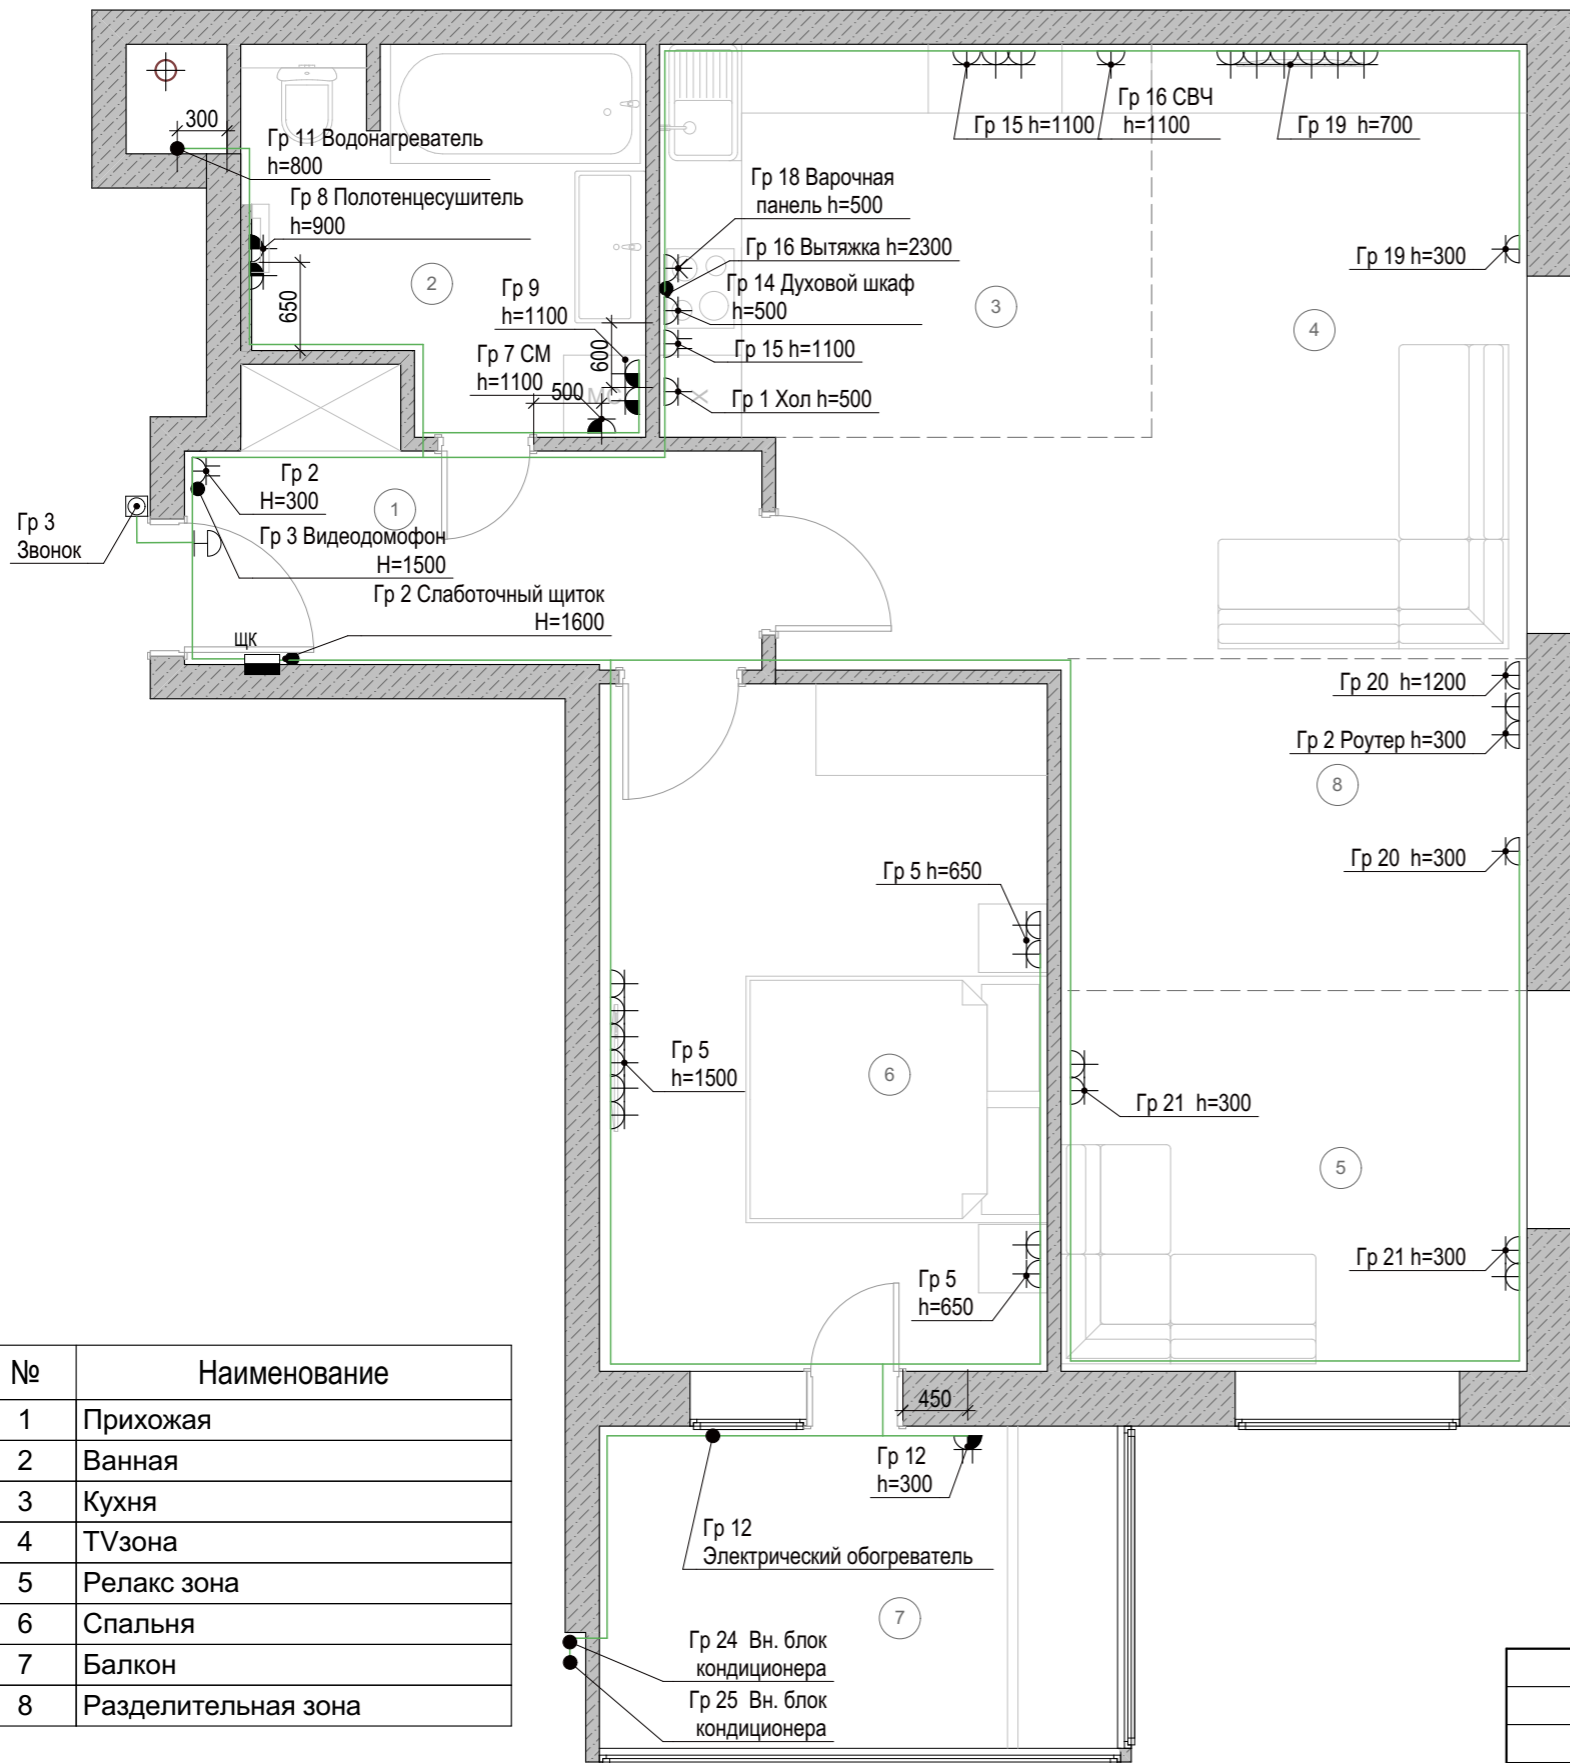 300
Гр 11 Водонагреватель
h=800
Гр 8 Полотенцесушитель
h=900
650
2
Гр 9
h=1100
Гр 7 СМ
h=1100
500
600
Гр 15 h=1100
Гр 16 СВЧ
h=1100
Гр 19 h=700
Гр 18 Варочная
панель h=500
Гр 16 Вытяжка h=2300
Гр 14 Духовой шкаф
h=500
Гр 15 h=1100
Гр 1 Хол h=500
3
4
Гр 19 h=300
Гр 2
H=300
1
Гр 3
Звонок
Гр 3 Видеодомофон
H=1500
Гр 2 Слаботочный щиток
H=1600
ЩК
Гр 20 h=1200
Гр 2 Роутер h=300
8
Гр 20 h=300
Гр 5 h=650
Гр 5
h=1500
6
Гр 21 h=300
5
Гр 21 h=300
Гр 5
h=650
450
Гр 12
h=300
Гр 12
Электрический обогреватель
7
Гр 24 Вн. блок
кондиционера
Гр 25 Вн. блок
кондиционера
№ Наименование
1 Прихожая
2 Ванная
3 Кухня
4 TVзона
5 Релакс зона
6 Спальня
7 Балкон
8 Разделительная зона